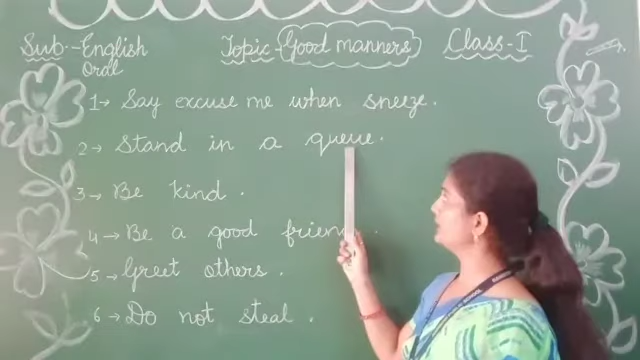 Sub.- English Topic - Good manners Class-I
Oral
1→ Say excuse me when sneeze.
2→ Stand in a queue.
3→ Be kind.
4→ Be a good frien .
5→ Greet others.
6→ Do not steal.